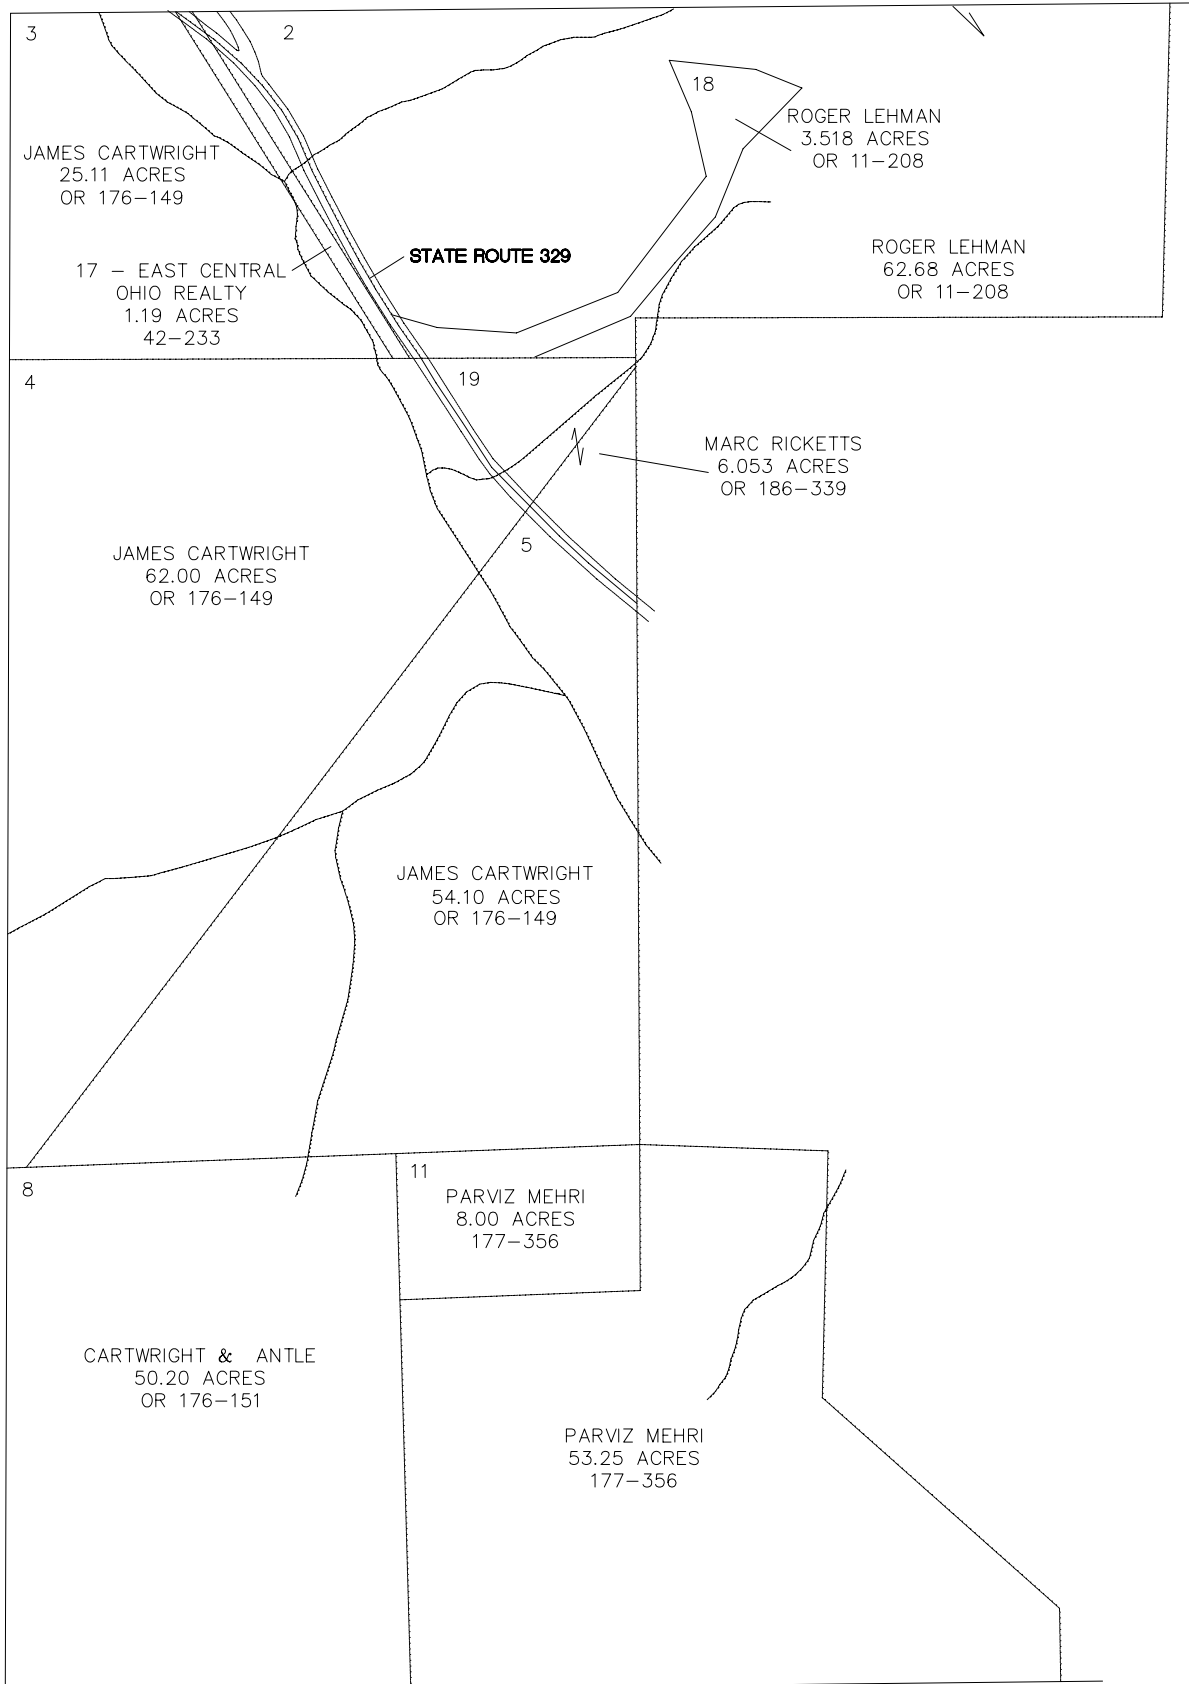 3
2
18
ROGER LEHMAN
3.518 ACRES
OR 11-208
JAMES CARTWRIGHT
25.11 ACRES
OR 176-149
STATE ROUTE 329
ROGER LEHMAN
62.68 ACRES
OR 11-208
17 - EAST CENTRAL
OHIO REALTY
1.19 ACRES
42-233
4
19
MARC RICKETTS
6.053 ACRES
OR 186-339
5
JAMES CARTWRIGHT
62.00 ACRES
OR 176-149
JAMES CARTWRIGHT
54.10 ACRES
OR 176-149
8
11
PARVIZ MEHRI
8.00 ACRES
177-356
CARTWRIGHT & ANTLE
50.20 ACRES
OR 176-151
PARVIZ MEHRI
53.25 ACRES
177-356